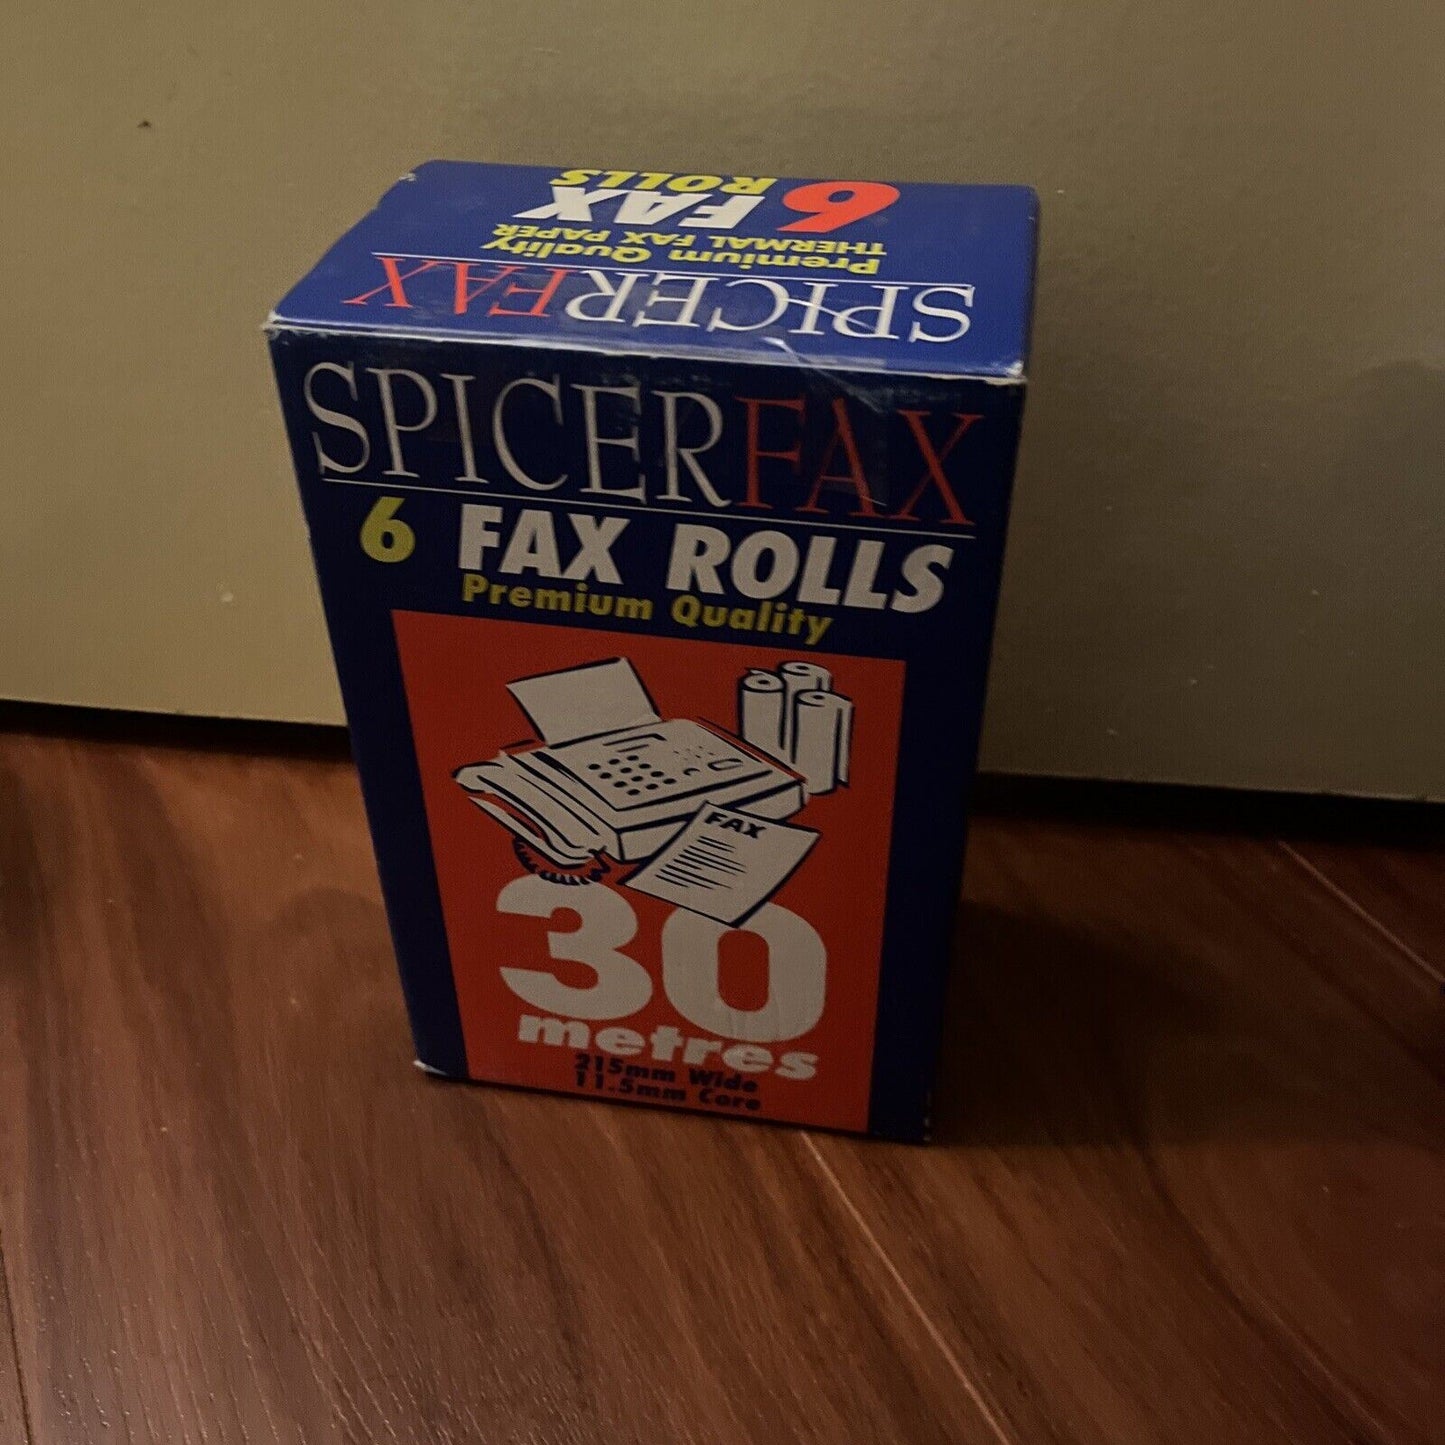 6 FAX
ROLLS
Premium Quality
THERMAL FAX PAPER
SPICERFAX
SPICERFAX
6 FAX ROLLS
Premium Quality
FAX
30
metres
215mm Wide
11.5mm Core